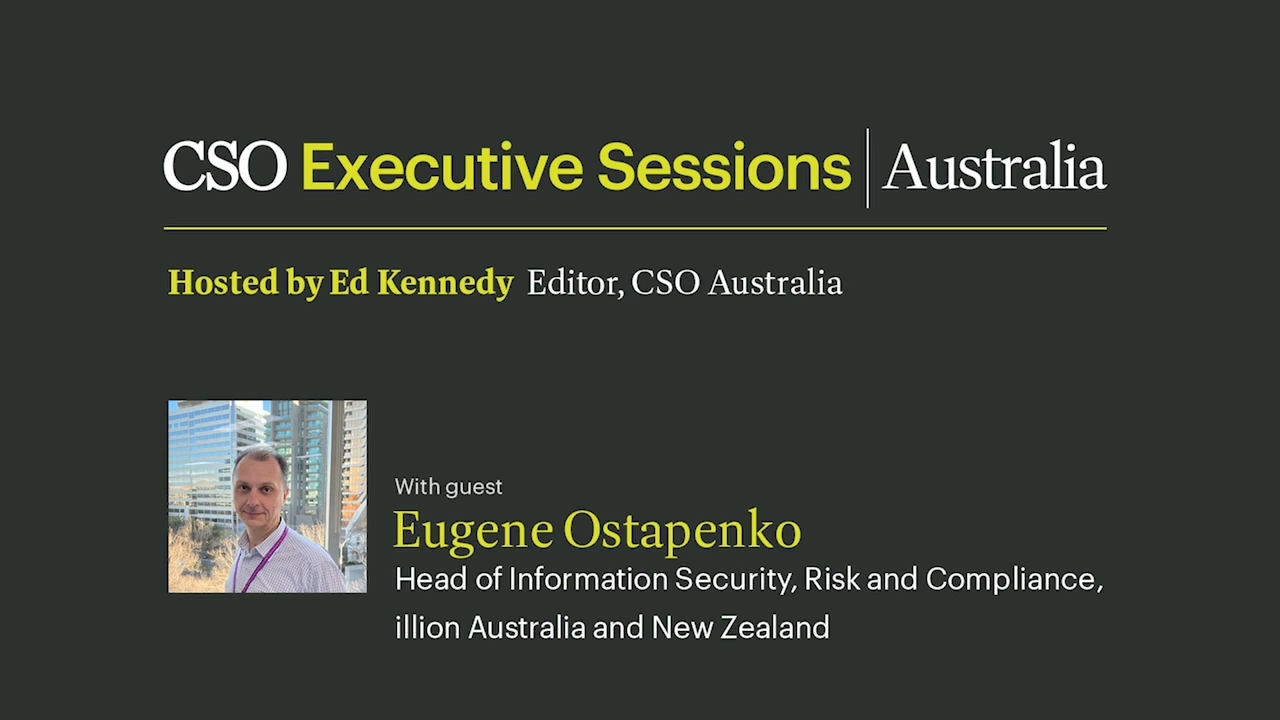 CSO Executive Sessions Australia
Hosted by Ed Kennedy Editor, CSO Australia
With guest
Eugene Ostapenko
Head of Information Security, Risk and Compliance,
illion Australia and New Zealand